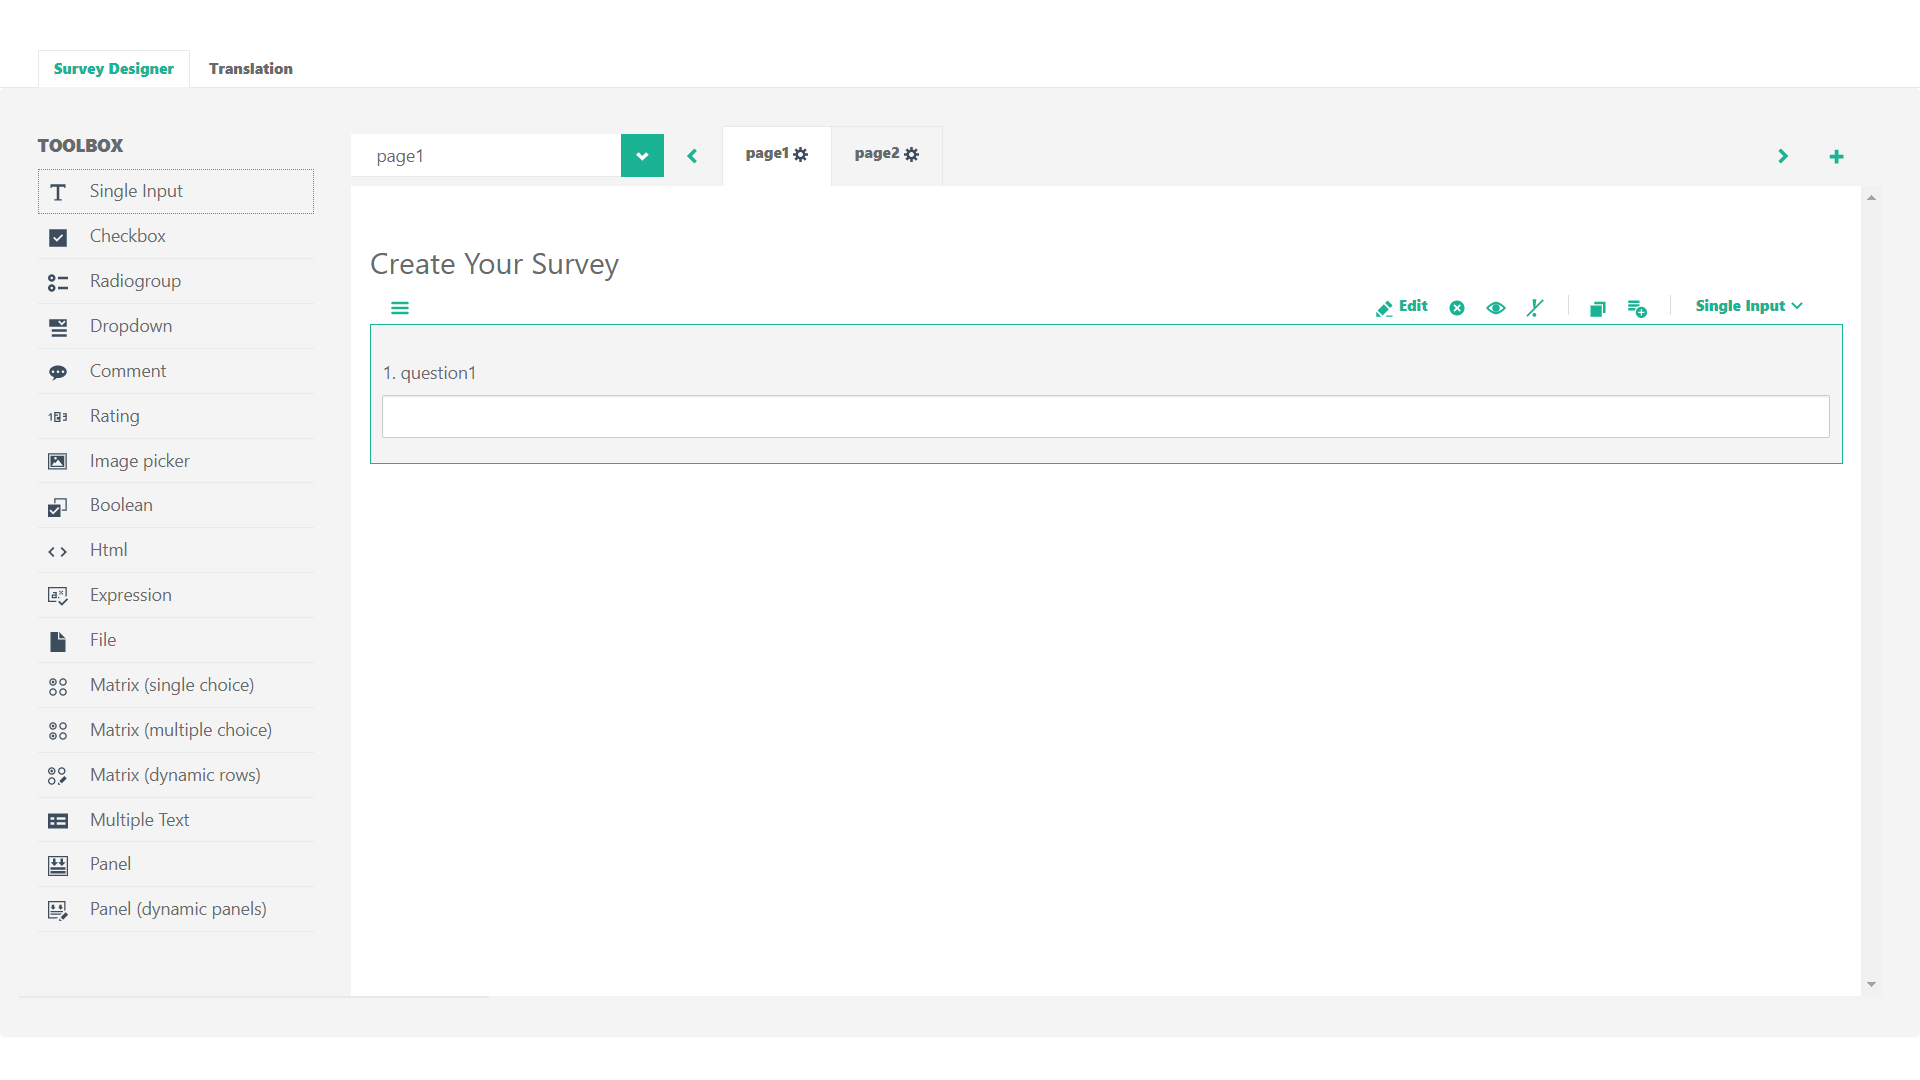 Survey Designer
Translation
TOOLBOX
Single Input
Checkbox
Radiogroup
Dropdown
Comment
Rating
Image picker
Boolean
Html
Expression
File
Matrix (single choice)
Matrix (multiple choice)
Matrix (dynamic rows)
Multiple Text
Panel
Panel (dynamic panels)
page1
page1
page2
Create Your Survey
Edit
Single Input
1. question1